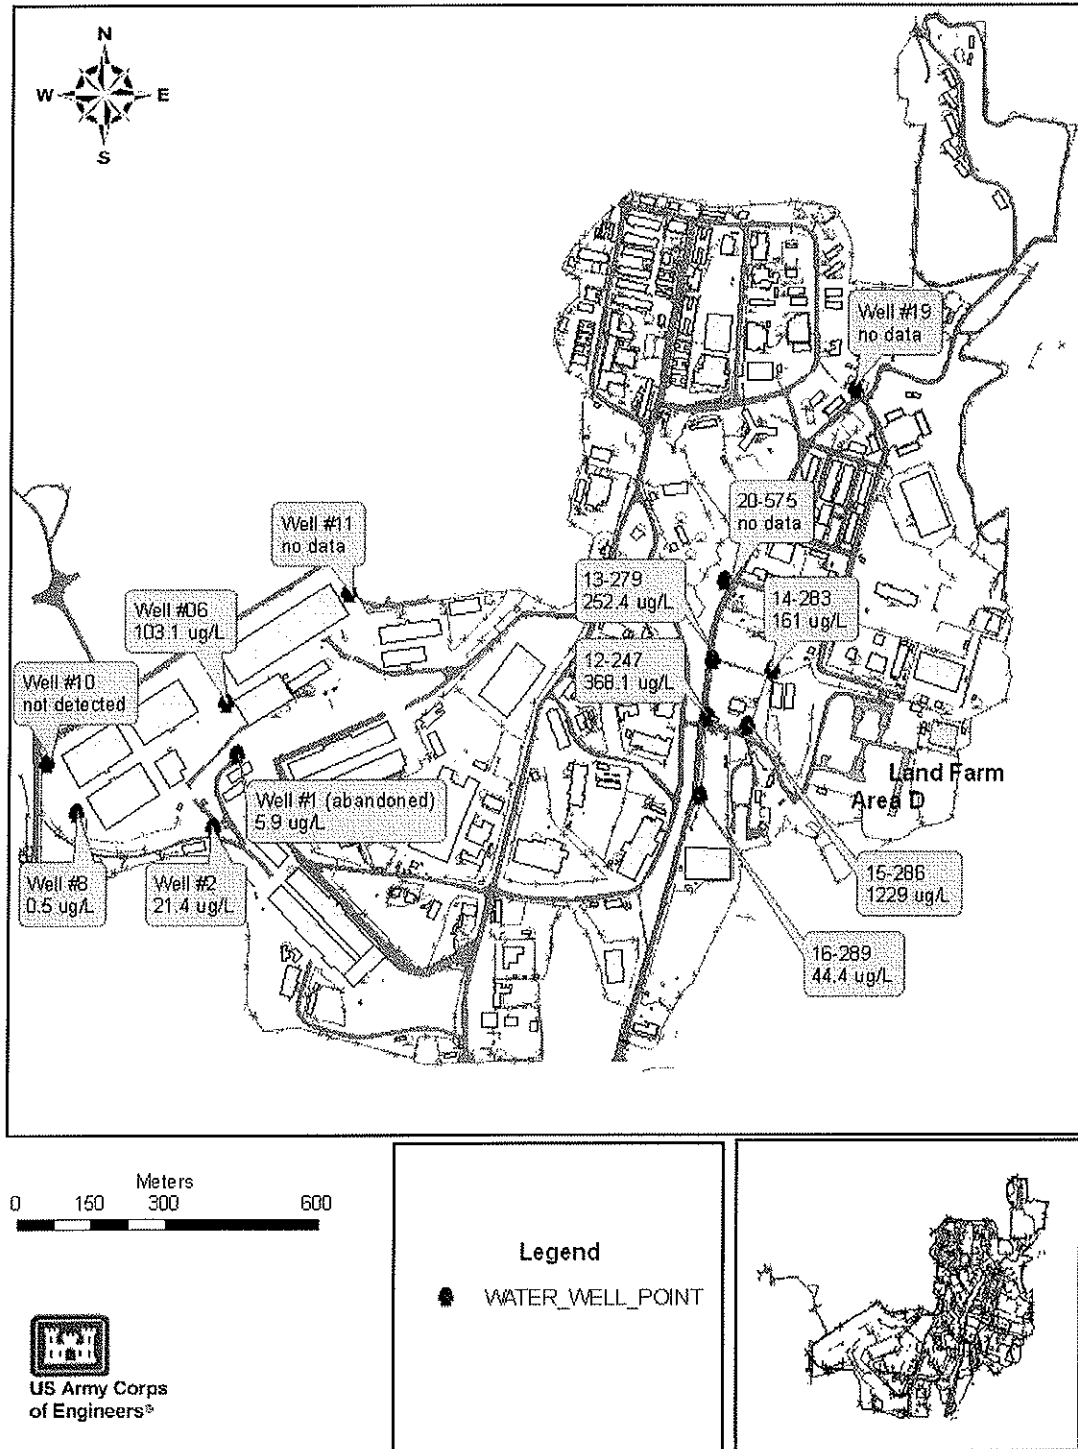 N
W E
S
Well #19
no data
20-575
no data
Well #11
no data
13-279
252.4 ug/L
14-283
161 ug/L
Well #06
103.1 ug/L
12-247
368.1 ug/L
Well #10
not detected
Land Farm
Area D
Well #1 (abandoned)
5.9 ug/L
Well #8
0.5 ug/L
Well #2
21.4 ug/L
15-286
1229 ug/L
16-289
44.4 ug/L
Meters
0 150 300 600
Legend
WATER_WELL_POINT
US Army Corps
of Engineers®